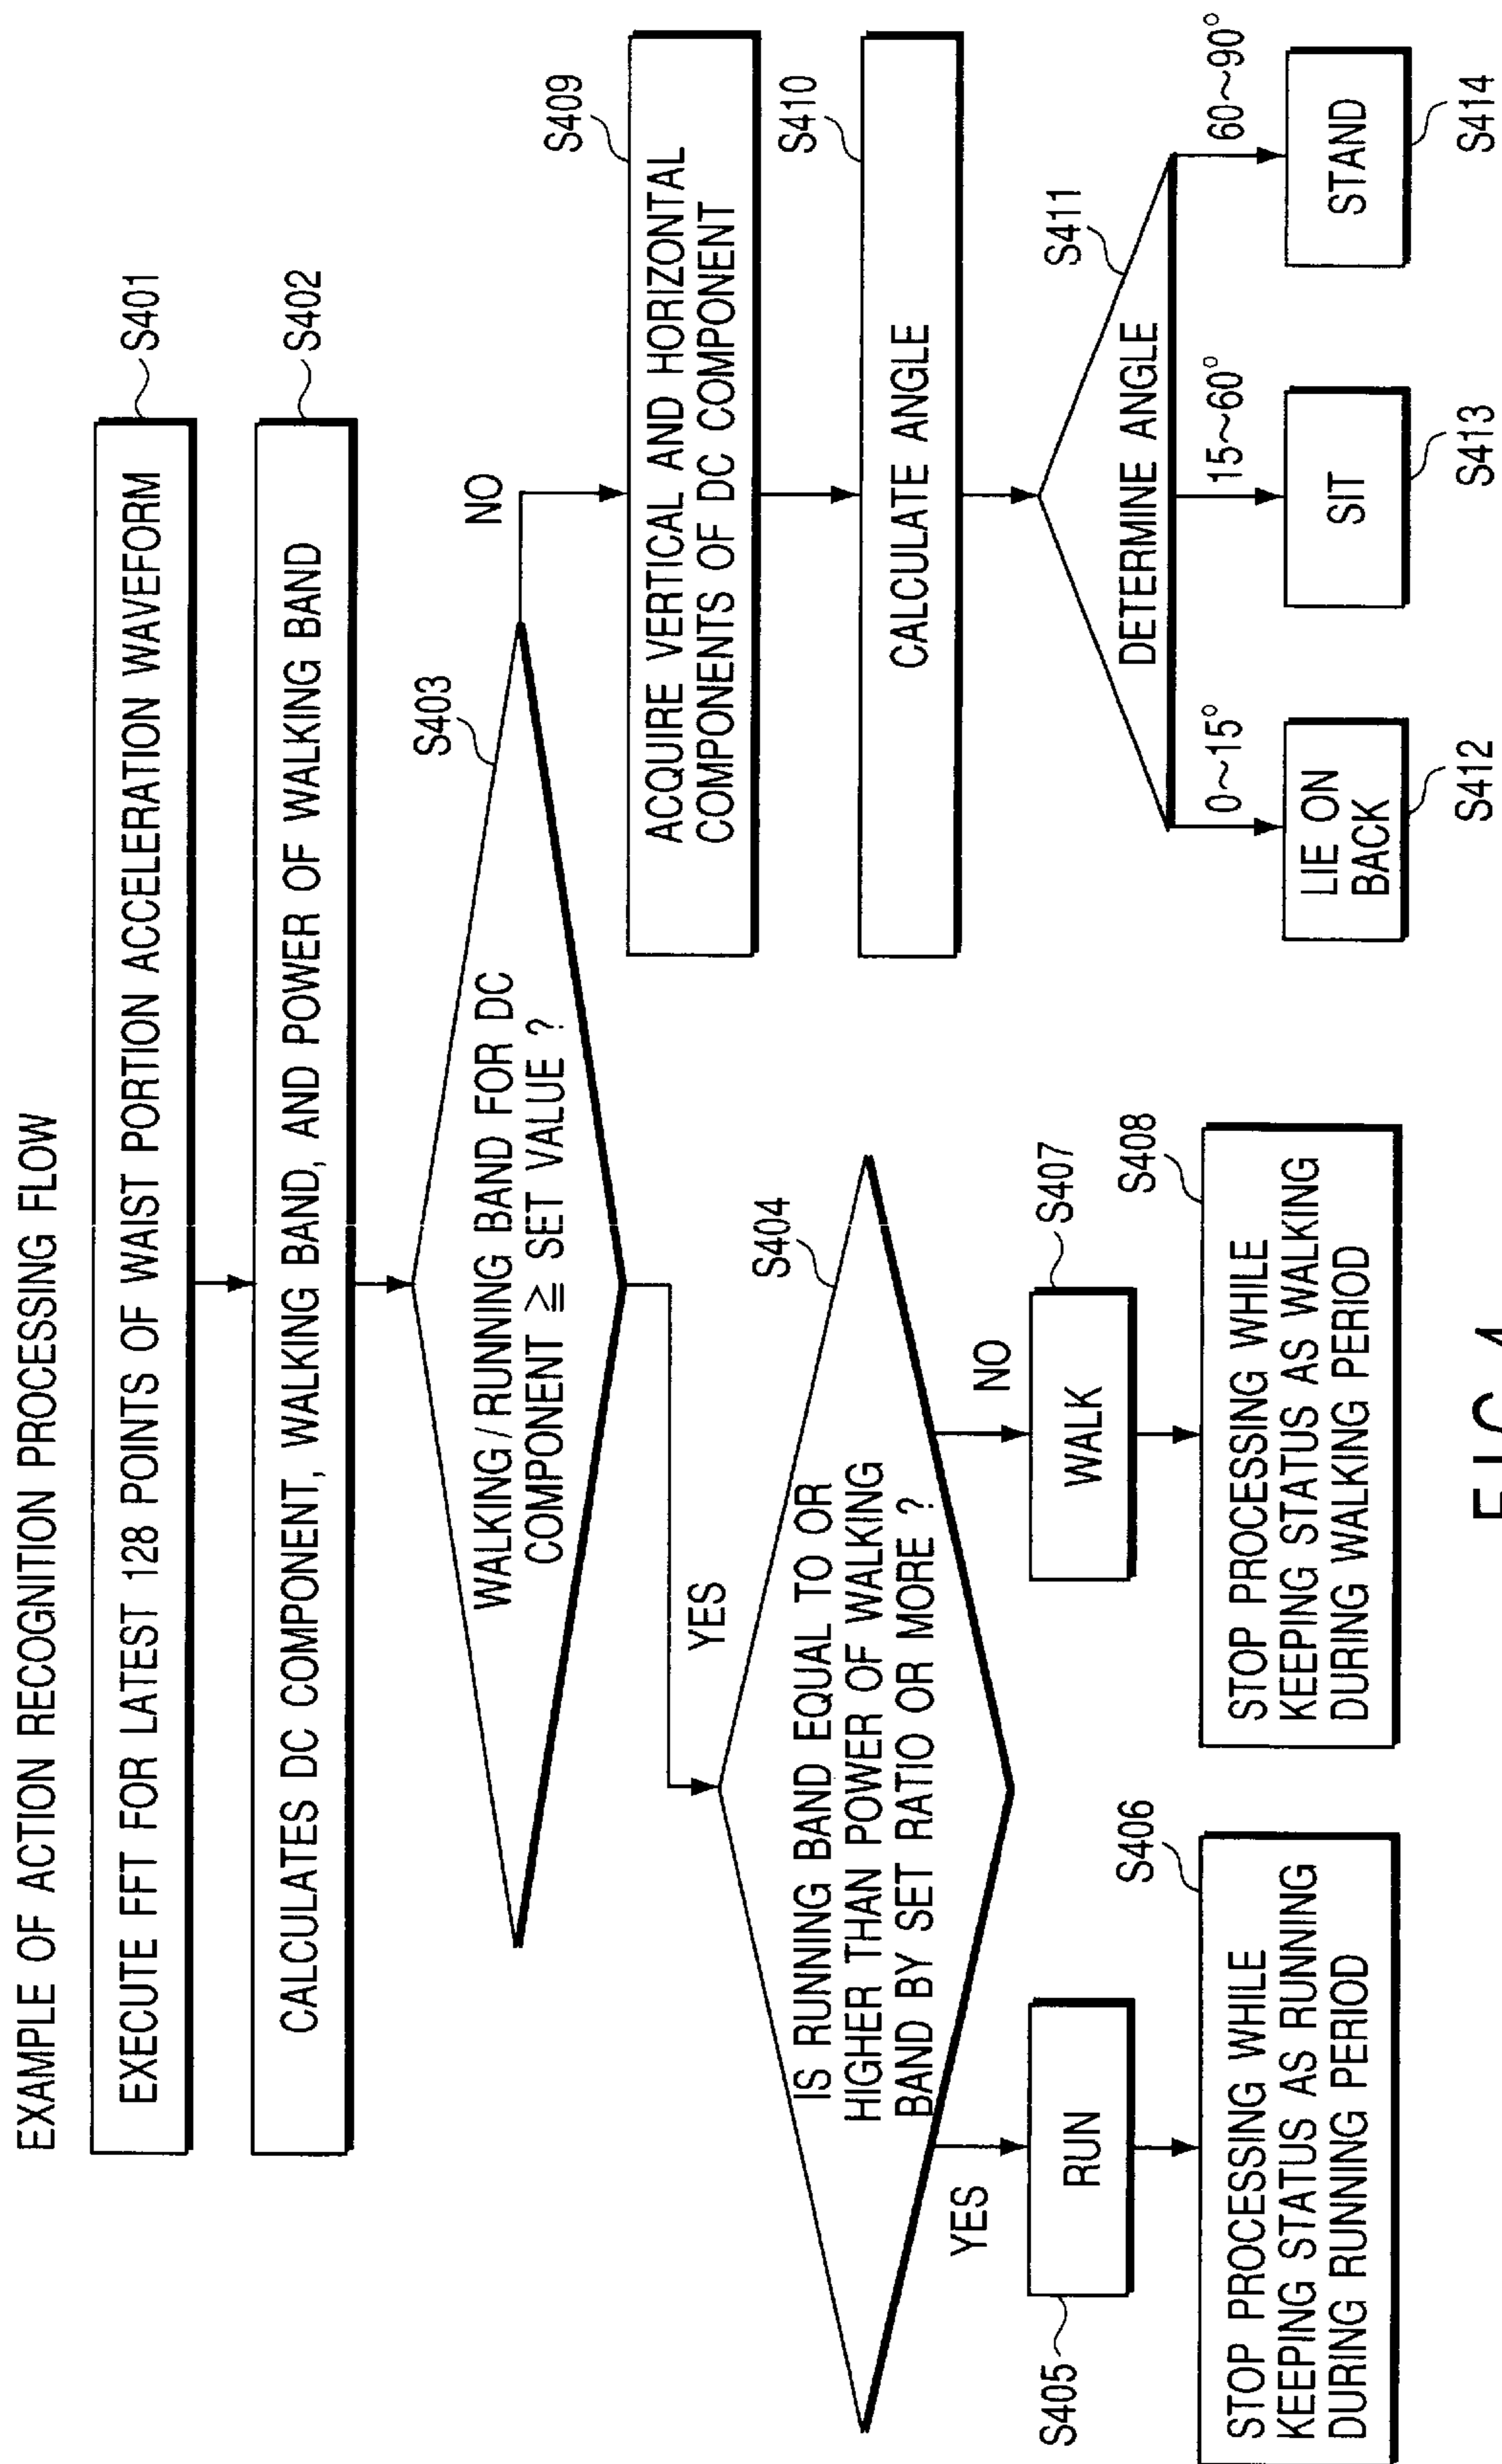 EXAMPLE OF ACTION RECOGNITION PROCESSING FLOW
EXECUTE FFT FOR LATEST 128 POINTS OF WAIST PORTION ACCELERATION WAVEFORM
S401
CALCULATES DC COMPONENT, WALKING BAND, AND POWER OF WALKING BAND
S402
S403
WALKING / RUNNING BAND FOR DC
COMPONENT ≧ SET VALUE ?
YES
NO
S404
IS RUNNING BAND EQUAL TO OR
HIGHER THAN POWER OF WALKING
BAND BY SET RATIO OR MORE ?
YES
NO
S405
RUN
S406
STOP PROCESSING WHILE
KEEPING STATUS AS RUNNING
DURING RUNNING PERIOD
S407
WALK
S408
STOP PROCESSING WHILE
KEEPING STATUS AS WALKING
DURING WALKING PERIOD
S409
ACQUIRE VERTICAL AND HORIZONTAL
COMPONENTS OF DC COMPONENT
S410
CALCULATE ANGLE
S411
DETERMINE ANGLE
0~15°
15~60°
60~90°
LIE ON
BACK
S412
SIT
S413
STAND
S414